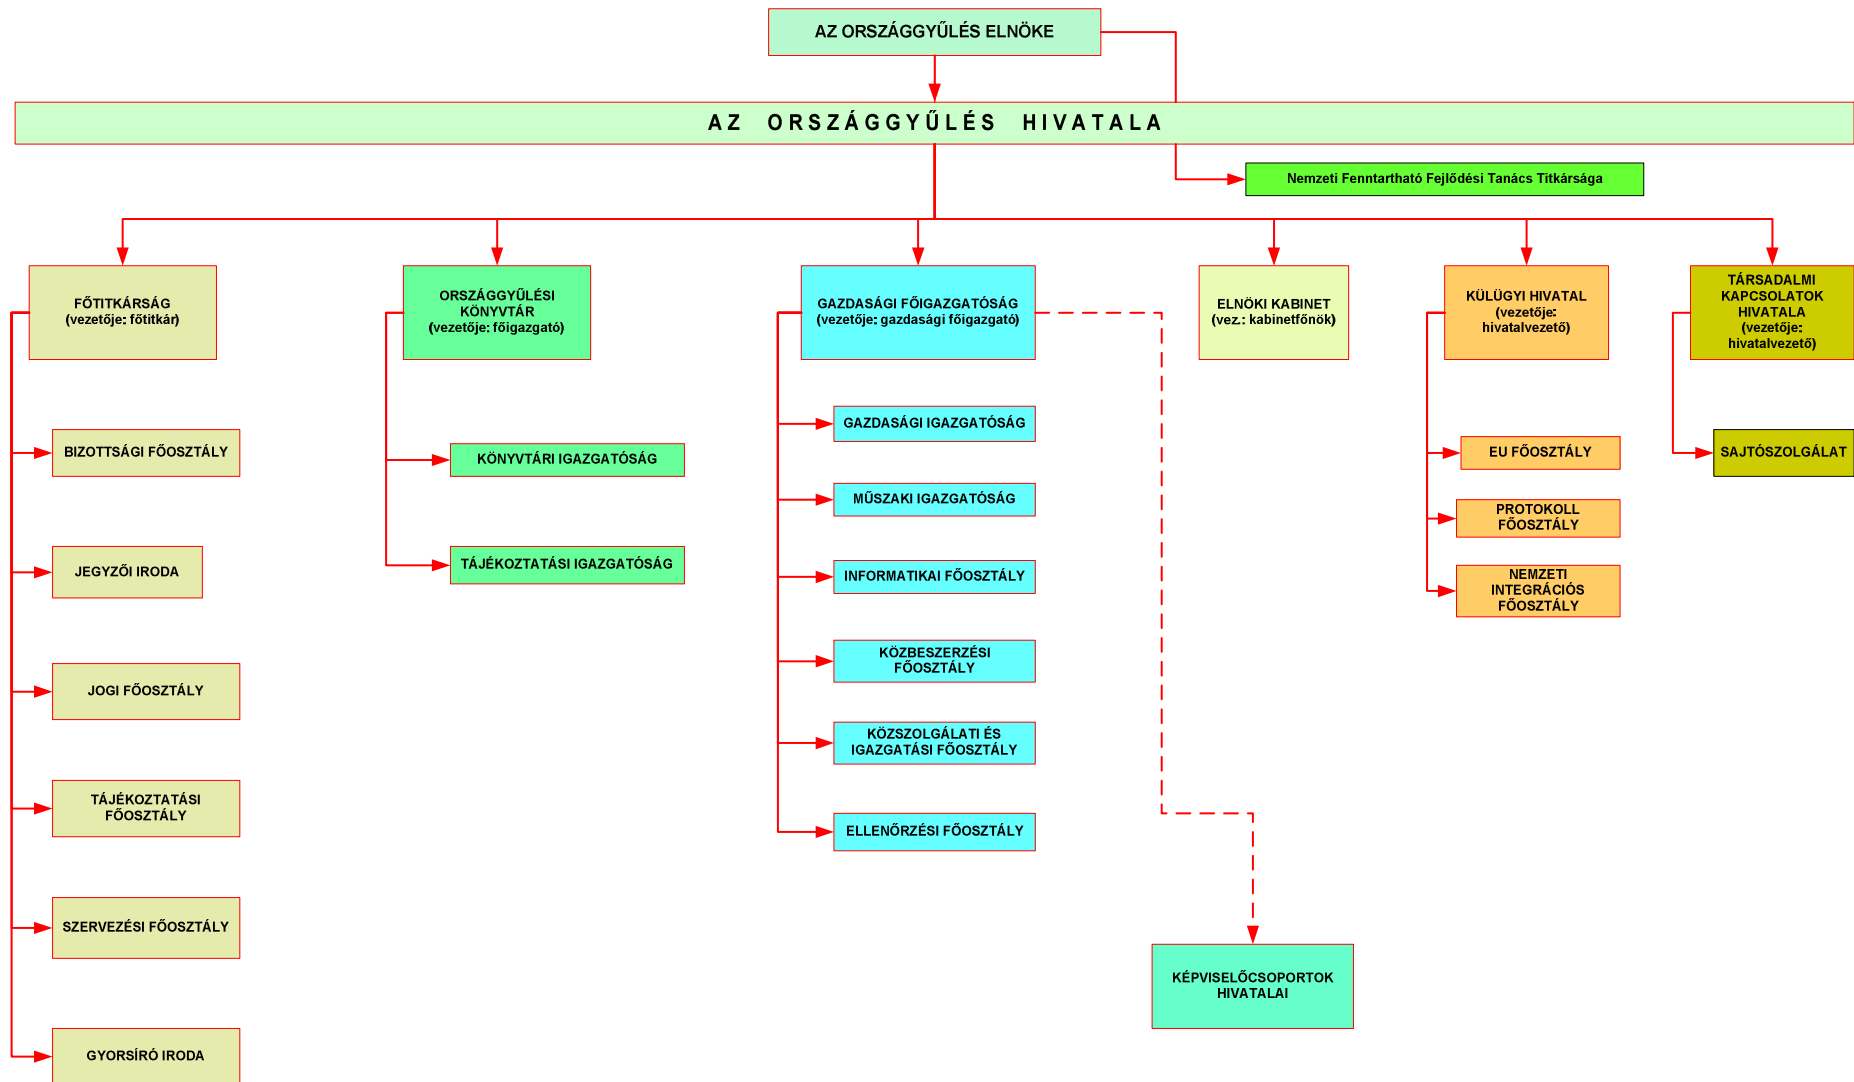 AZ ORSZÁGGYŰLÉS ELNÖKE
AZ ORSZÁGGYŰLÉS HIVATALA
Nemzeti Fenntartható Fejlődési Tanács Titkársága
FŐTITKÁRSÁG
(vezetője: főtitkár)
ORSZÁGGYŰLÉSI
KÖNYVTÁR
(vezetője: főigazgató)
GAZDASÁGI FŐIGAZGATÓSÁG
(vezetője: gazdasági főigazgató)
ELNÖKI KABINET
(vez.: kabinetfőnök)
KÜLÜGYI HIVATAL
(vezetője:
hivatalvezető)
TÁRSADALMI
KAPCSOLATOK
HIVATALA
(vezetője:
hivatalvezető)
BIZOTTSÁGI FŐOSZTÁLY
JEGYZŐI IRODA
JOGI FŐOSZTÁLY
TÁJÉKOZTATÁSI
FŐOSZTÁLY
SZERVEZÉSI FŐOSZTÁLY
GYORSÍRÓ IRODA
KÖNYVTÁRI IGAZGATÓSÁG
TÁJÉKOZTATÁSI IGAZGATÓSÁG
GAZDASÁGI IGAZGATÓSÁG
MŰSZAKI IGAZGATÓSÁG
INFORMATIKAI FŐOSZTÁLY
KÖZBESZERZÉSI
FŐOSZTÁLY
KÖZSZOLGÁLATI ÉS
IGAZGATÁSI FŐOSZTÁLY
ELLENŐRZÉSI FŐOSZTÁLY
KÉPVISELŐCSOPORTOK
HIVATALAI
EU FŐOSZTÁLY
PROTOKOLL
FŐOSZTÁLY
NEMZETI
INTEGRÁCIÓS
FŐOSZTÁLY
SAJTÓSZOLGÁLAT